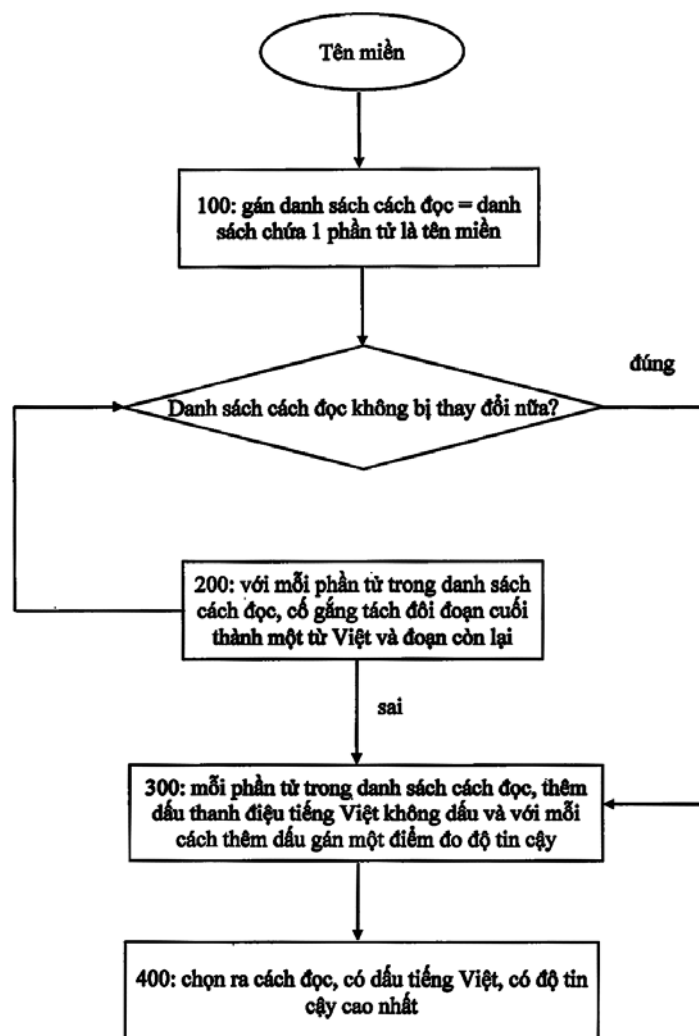 Tên miền
100: gán danh sách cách đọc = danh
sách chứa 1 phần tử là tên miền
đúng
Danh sách cách đọc không bị thay đổi nữa?
200: với mỗi phần tử trong danh sách
cách đọc, cố gắng tách đôi đoạn cuối
thành một từ Việt và đoạn còn lại
sai
300: mỗi phần tử trong danh sách cách đọc, thêm
dấu thanh điệu tiếng Việt không dấu và với mỗi
cách thêm dấu gán một điểm đo độ tin cậy
400: chọn ra cách đọc, có dấu tiếng Việt, có độ tin
cậy cao nhất